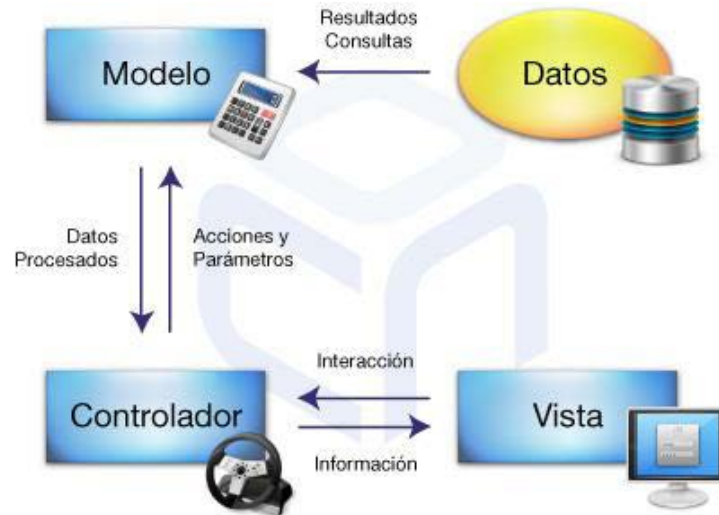 Resultados
Consultas
Modelo
Datos
Datos
Procesados
Acciones y
Parámetros
Interacción
Controlador
Vista
Información